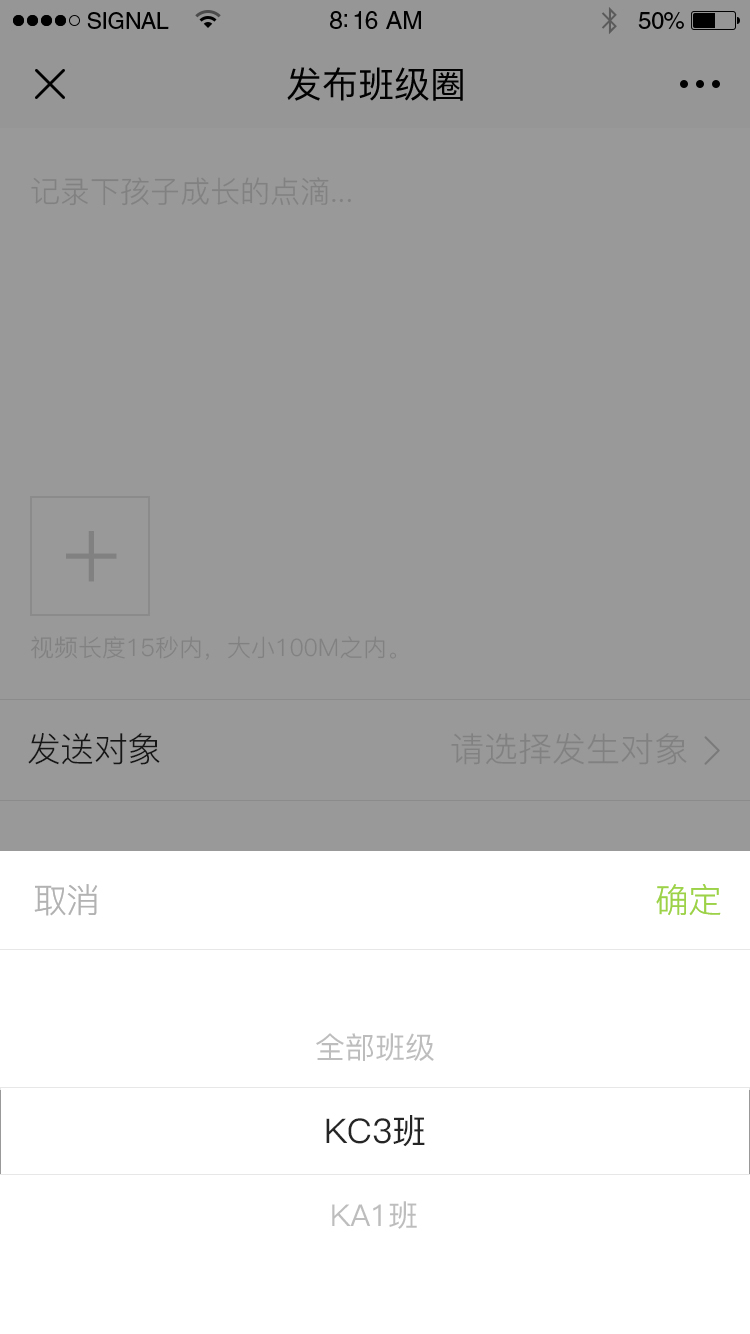 SIGNAL 8:16 AM 50%
发布班级圈
记录下孩子成长的点滴...
视频长度15秒内，大小100M之内。
发送对象 请选择发生对象
取消 确定
全部班级
KC3班
KA1班